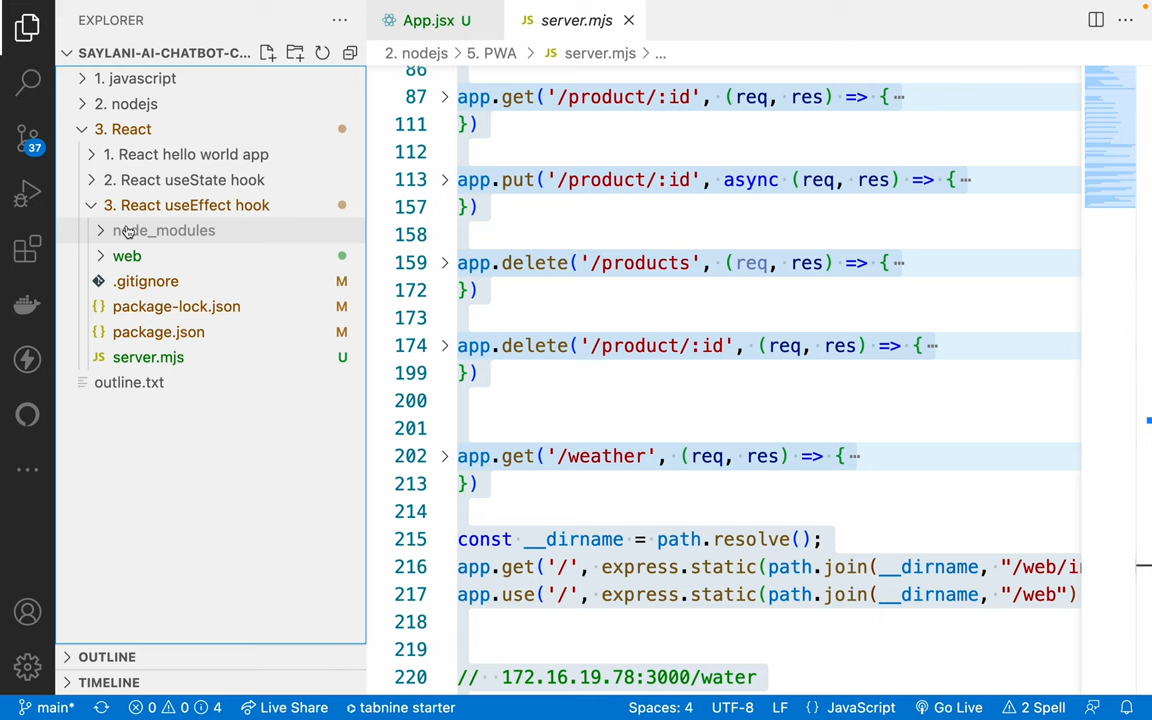 EXPLORER
SAYLANI-AI-CHATBOT-C...
1. javascript
2. nodejs
3. React
1. React hello world app
2. React useState hook
3. React useEffect hook
node_modules
web
.gitignore M
{} package-lock.json M
{} package.json M
JS server.mjs U
outline.txt
OUTLINE
TIMELINE
37
App.jsx U
JS server.mjs
2. nodejs > 5. PWA > JS server.mjs > ...
86
87 app.get('/product/:id', (req, res) => {…
111 })
112
113 app.put('/product/:id', async (req, res) => {…
157 })
158
159 app.delete('/products', (req, res) => {…
172 })
173
174 app.delete('/product/:id', (req, res) => {…
199 })
200
201
202 app.get('/weather', (req, res) => {…
213 })
214
215 const __dirname = path.resolve();
216 app.get('/', express.static(path.join(__dirname, "/web/in
217 app.use('/', express.static(path.join(__dirname, "/web")
218
219
220 // 172.16.19.78:3000/water
main* 0 0 4 Live Share tabnine starter Spaces: 4 UTF-8 LF {} JavaScript Go Live 2 Spell